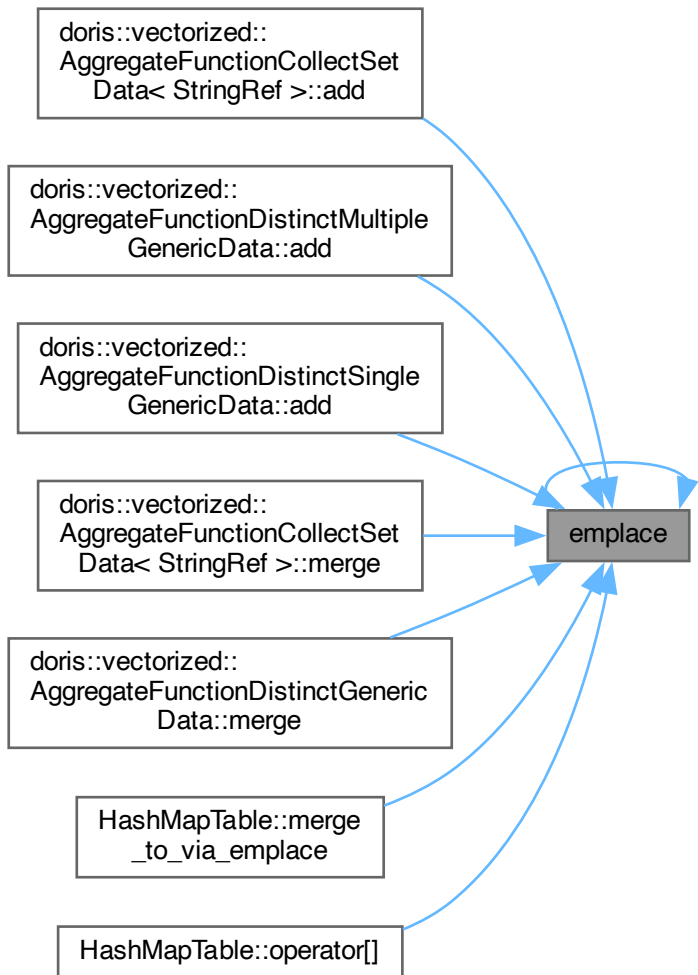 doris::vectorized::
AggregateFunctionCollectSet
Data< StringRef >::add
doris::vectorized::
AggregateFunctionDistinctMultiple
GenericData::add
doris::vectorized::
AggregateFunctionDistinctSingle
GenericData::add
doris::vectorized::
AggregateFunctionCollectSet
Data< StringRef >::merge
emplace
doris::vectorized::
AggregateFunctionDistinctGeneric
Data::merge
HashMapTable::merge
_to_via_emplace
HashMapTable::operator[]